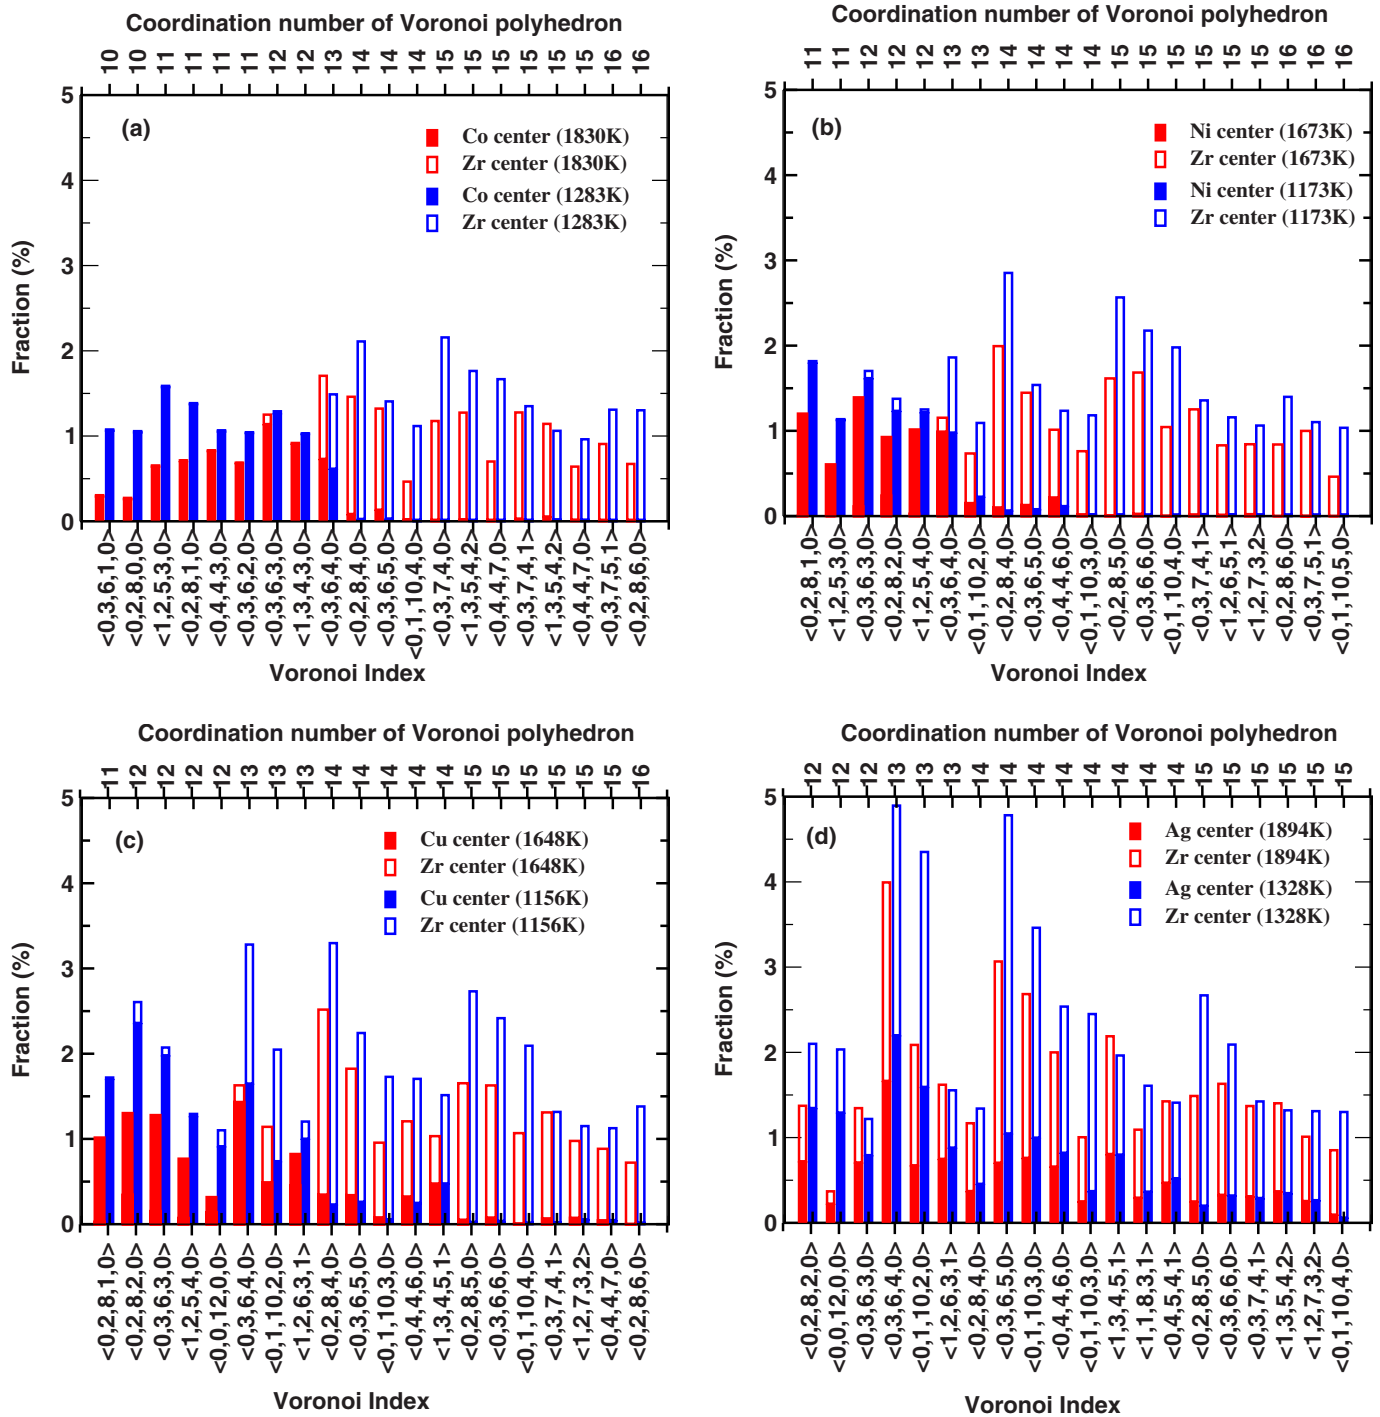 Coordination number of Voronoi polyhedron
10 10 11 11 11 11 12 12 13 14 14 14 15 15 15 15 15 15 16 16
(a)
Co center (1830K)
Zr center (1830K)
Co center (1283K)
Zr center (1283K)
Fraction (%)
5
4
3
2
1
0
<0,3,6,1,0>
<0,2,8,0,0>
<1,2,5,3,0>
<0,2,8,1,0>
<0,4,4,3,0>
<0,3,6,2,0>
<0,3,6,3,0>
<1,3,4,3,0>
<0,3,6,4,0>
<0,2,8,4,0>
<0,3,6,5,0>
<0,1,10,4,0>
<0,3,7,4,0>
<1,3,5,4,2>
<0,4,4,7,0>
<0,3,7,4,1>
<1,3,5,4,2>
<0,4,4,7,0>
<0,3,7,5,1>
<0,2,8,6,0>
Voronoi Index
Coordination number of Voronoi polyhedron
11 11 12 12 12 13 13 14 14 14 14 15 15 15 15 15 15 16 16 16
(b)
Ni center (1673K)
Zr center (1673K)
Ni center (1173K)
Zr center (1173K)
Fraction (%)
5
4
3
2
1
0
<0,2,8,1,0>
<1,2,5,3,0>
<0,3,6,3,0>
<0,2,8,2,0>
<1,2,5,4,0>
<0,3,6,4,0>
<0,1,10,2,0>
<0,2,8,4,0>
<0,3,6,5,0>
<0,4,4,6,0>
<0,1,10,3,0>
<0,2,8,5,0>
<0,3,6,6,0>
<0,1,10,4,0>
<0,3,7,4,1>
<1,2,6,5,1>
<1,2,7,3,2>
<0,2,8,6,0>
<0,3,7,5,1>
<0,1,10,5,0>
Voronoi Index
Coordination number of Voronoi polyhedron
11 12 12 12 12 13 13 13 14 14 14 14 14 15 15 15 15 15 15 16
(c)
Cu center (1648K)
Zr center (1648K)
Cu center (1156K)
Zr center (1156K)
Fraction (%)
5
4
3
2
1
0
<0,2,8,1,0>
<0,2,8,2,0>
<0,3,6,3,0>
<1,2,5,4,0>
<0,0,12,0,0>
<0,3,6,4,0>
<0,1,10,2,0>
<1,2,6,3,1>
<0,2,8,4,0>
<0,3,6,5,0>
<0,1,10,3,0>
<0,4,4,6,0>
<1,3,4,5,1>
<0,2,8,5,0>
<0,3,6,6,0>
<0,1,10,4,0>
<0,3,7,4,1>
<1,2,7,3,2>
<0,4,4,7,0>
<0,2,8,6,0>
Voronoi Index
Coordination number of Voronoi polyhedron
12 12 12 13 13 13 14 14 14 14 14 14 14 14 15 15 15 15 15 15
(d)
Ag center (1894K)
Zr center (1894K)
Ag center (1328K)
Zr center (1328K)
Fraction (%)
5
4
3
2
1
0
<0,2,8,2,0>
<0,0,12,0,0>
<0,3,6,3,0>
<0,3,6,4,0>
<0,1,10,2,0>
<1,2,6,3,1>
<0,2,8,4,0>
<0,3,6,5,0>
<0,1,10,3,0>
<0,4,4,6,0>
<0,1,10,3,0>
<1,3,4,5,1>
<1,1,8,3,1>
<0,4,5,4,1>
<0,2,8,5,0>
<0,3,6,6,0>
<0,3,7,4,1>
<1,3,5,4,2>
<1,2,7,3,2>
<0,1,10,4,0>
Voronoi Index